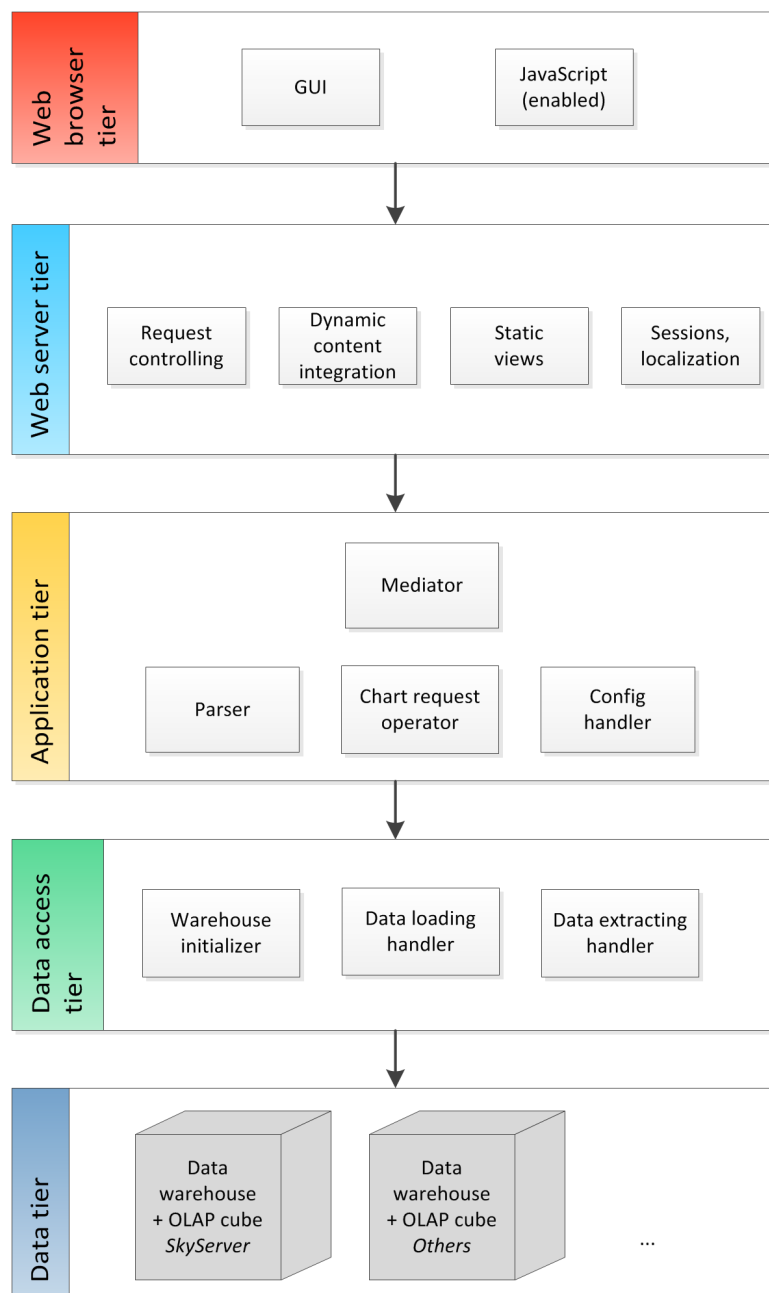 Web
browser
tier
GUI
JavaScript
(enabled)
Web server tier
Request
controlling
Dynamic
content
integration
Static
views
Sessions,
localization
Application tier
Mediator
Parser
Chart request
operator
Config
handler
Data access
tier
Warehouse
initializer
Data loading
handler
Data extracting
handler
Data tier
Data
warehouse
+ OLAP cube
SkyServer
Data
warehouse
+ OLAP cube
Others
...